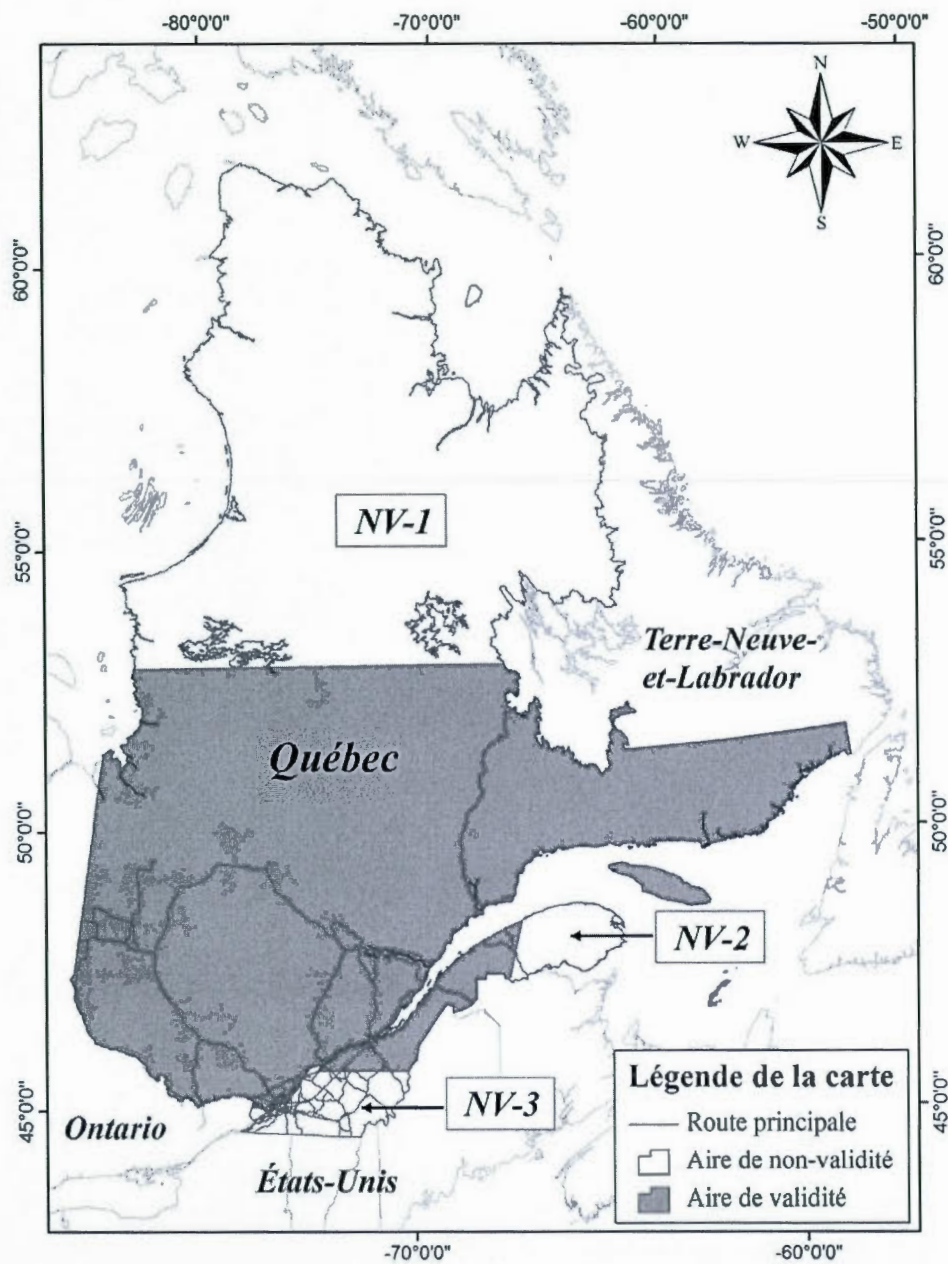 -80°0'0" -70°0'0" -60°0'0" -50°0'0"
N
W E
S
60°0'0" 60°0'0"
NV-1
55°0'0" 55°0'0"
Terre-Neuve-
et-Labrador
Québec
50°0'0" 50°0'0"
NV-2
Légende de la carte
NV-3
45°0'0" 45°0'0"
Route principale
Ontario
Aire de non-validité
États-Unis
Aire de validité
-70°0'0" -60°0'0"